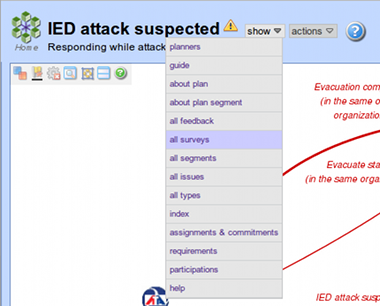 IED attack suspected
show
actions
Home
Responding while attack
planners
guide
about plan
about plan segment
all feedback
all surveys
all segments
all issues
all types
index
assignments & commitments
requirements
participations
help
Evacuation com
(in the same o
organizatio
Evacuate sta
(in the same orga
IED attack susp